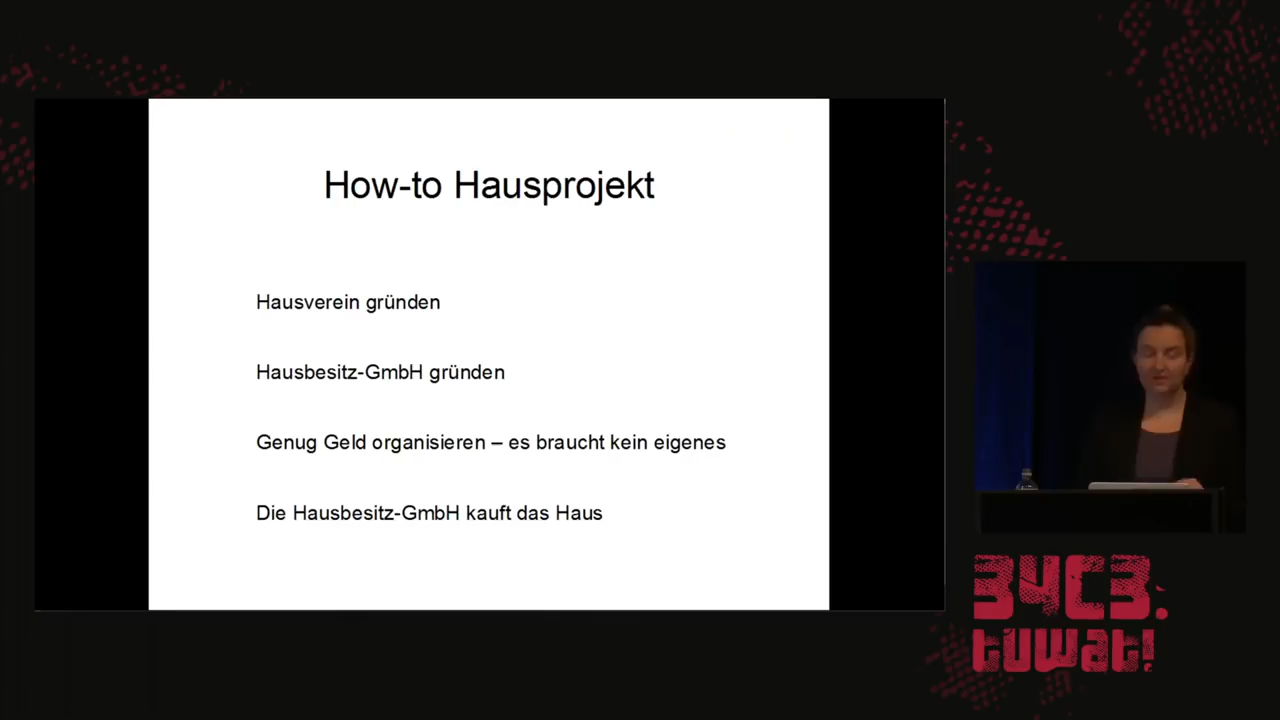 How-to Hausprojekt
Hausverein gründen
Hausbesitz-GmbH gründen
Genug Geld organisieren – es braucht kein eigenes
Die Hausbesitz-GmbH kauft das Haus
34C3.
tuwat!